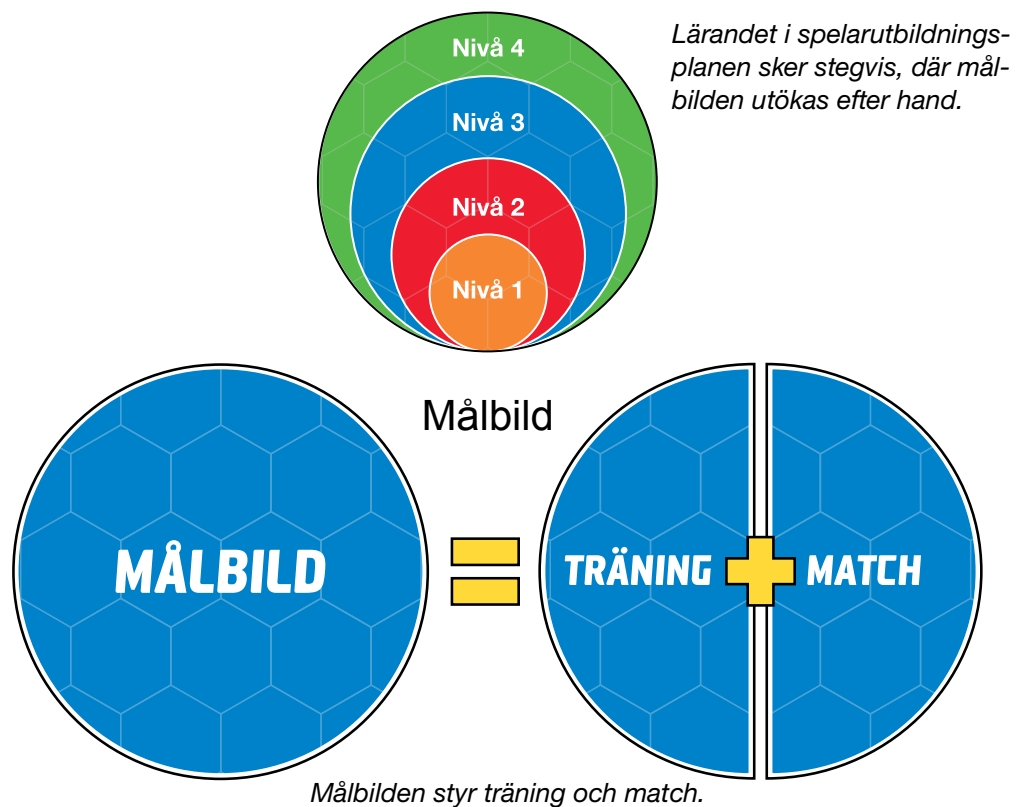 Nivå 4
Nivå 3
Nivå 2
Nivå 1
Lärandet i spelarutbildnings-
planen sker stegvis, där mål-
bilden utökas efter hand.
Målbild
MÅLBILD
TRÄNING
MATCH
Målbilden styr träning och match.